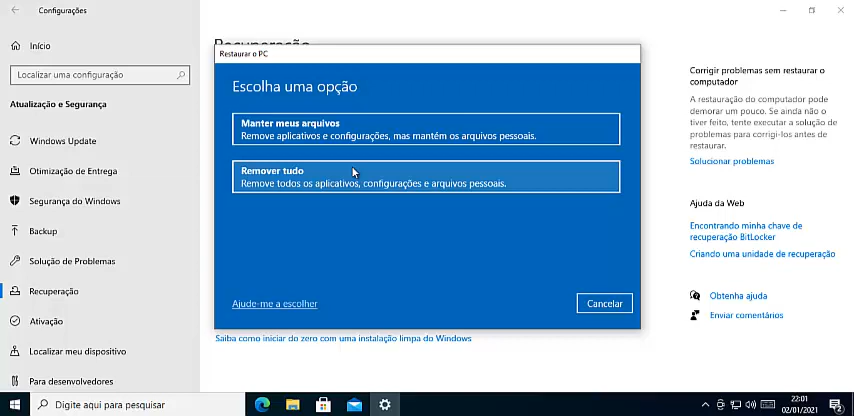 Configurações
Início
Localizar uma configuração
Atualização e Segurança
Windows Update
Otimização de Entrega
Segurança do Windows
Backup
Solução de Problemas
Recuperação
Ativação
Localizar meu dispositivo
Para desenvolvedores
Recuperação
Restaurar o PC
Escolha uma opção
Manter meus arquivos
Remove aplicativos e configurações, mas mantém os arquivos pessoais.
Remover tudo
Remove todos os aplicativos, configurações e arquivos pessoais.
Ajude-me a escolher
Cancelar
Saiba como iniciar do zero com uma instalação limpa do Windows
Corrigir problemas sem restaurar o
computador
A restauração do computador pode
demorar um pouco. Se ainda não o
tiver feito, tente executar a solução de
problemas para corrigi-los antes de
restaurar.
Solucionar problemas
Ajuda da Web
Encontrando minha chave de
recuperação BitLocker
Criando uma unidade de recuperação
Obtenha ajuda
Enviar comentários
Digite aqui para pesquisar
22:01
02/01/2021
2